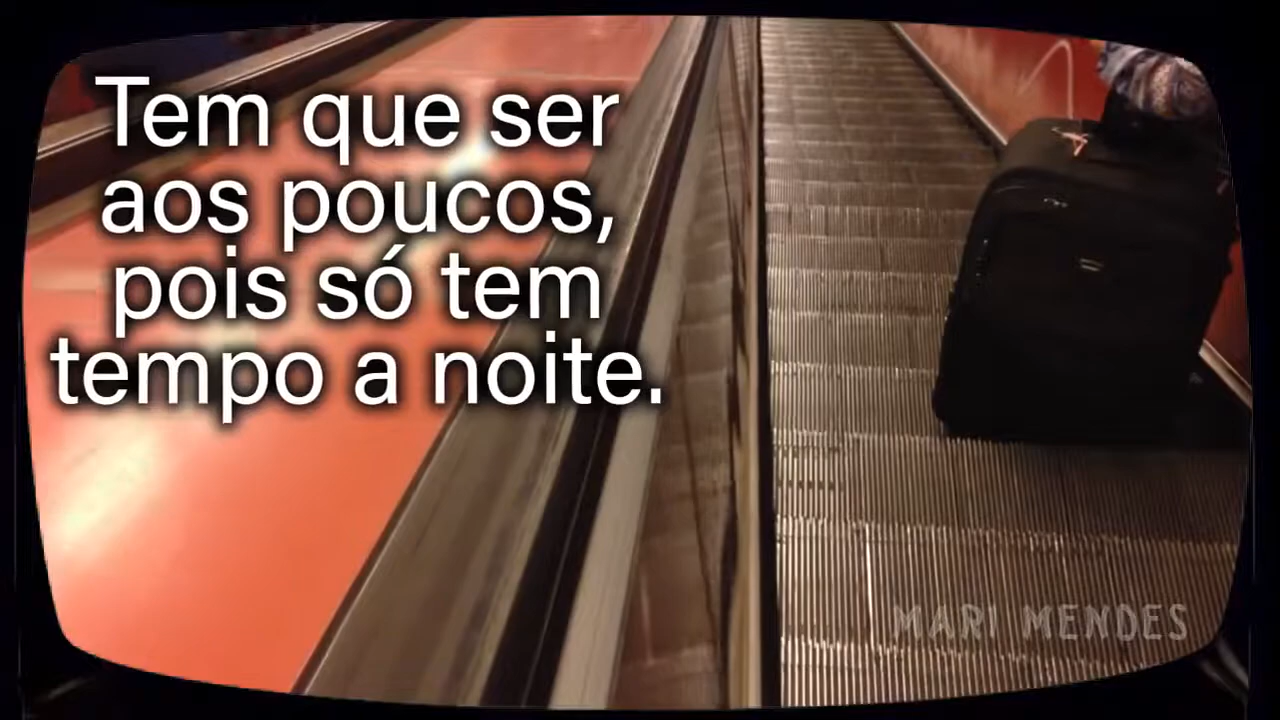 Tem que ser
aos poucos,
pois só tem
tempo a noite.
MARI MENDES